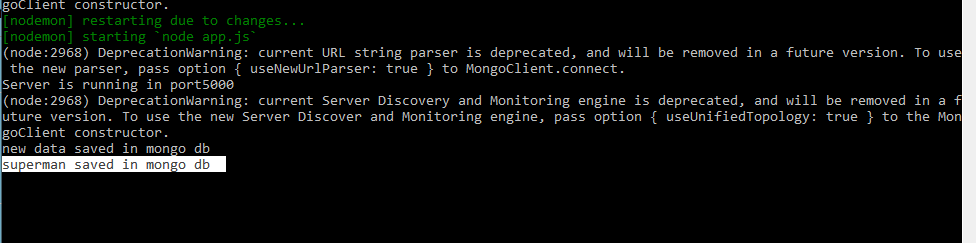 goClient constructor.
[nodemon] restarting due to changes...
[nodemon] starting `node app.js`
(node:2968) DeprecationWarning: current URL string parser is deprecated, and will be removed in a future version. To use
 the new parser, pass option { useNewUrlParser: true } to MongoClient.connect.
Server is running in port5000
(node:2968) DeprecationWarning: current Server Discovery and Monitoring engine is deprecated, and will be removed in a f
uture version. To use the new Server Discover and Monitoring engine, pass option { useUnifiedTopology: true } to the Mon
goClient constructor.
new data saved in mongo db
superman saved in mongo db